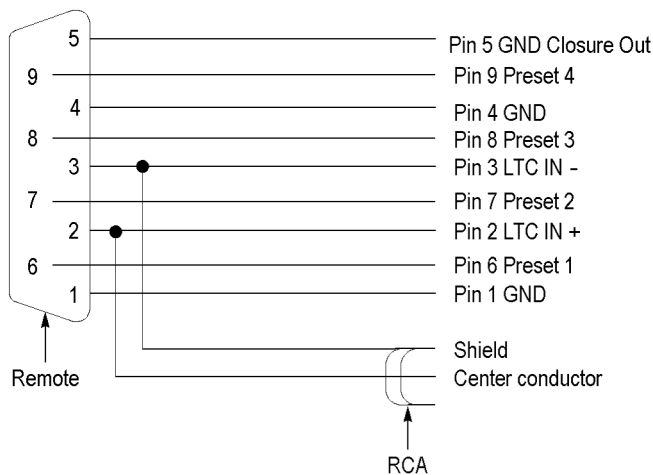 5 Pin 5 GND Closure Out
9 Pin 9 Preset 4
4 Pin 4 GND
8 Pin 8 Preset 3
3 Pin 3 LTC IN -
7 Pin 7 Preset 2
2 Pin 2 LTC IN +
6 Pin 6 Preset 1
1 Pin 1 GND
Shield
Remote Center conductor
RCA